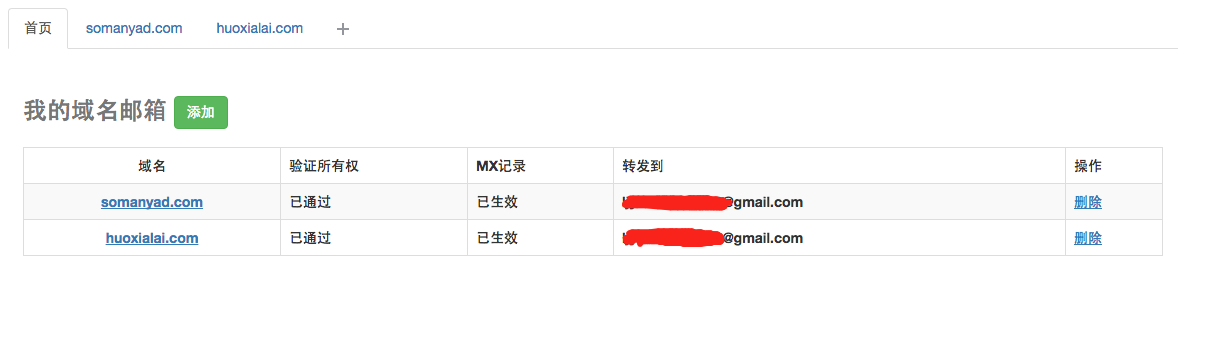 首页 somanyad.com huoxialai.com +
我的域名邮箱 添加
域名 验证所有权 MX记录 转发到 操作
somanyad.com 已通过 已生效 @gmail.com 删除
huoxialai.com 已通过 已生效 @gmail.com 删除